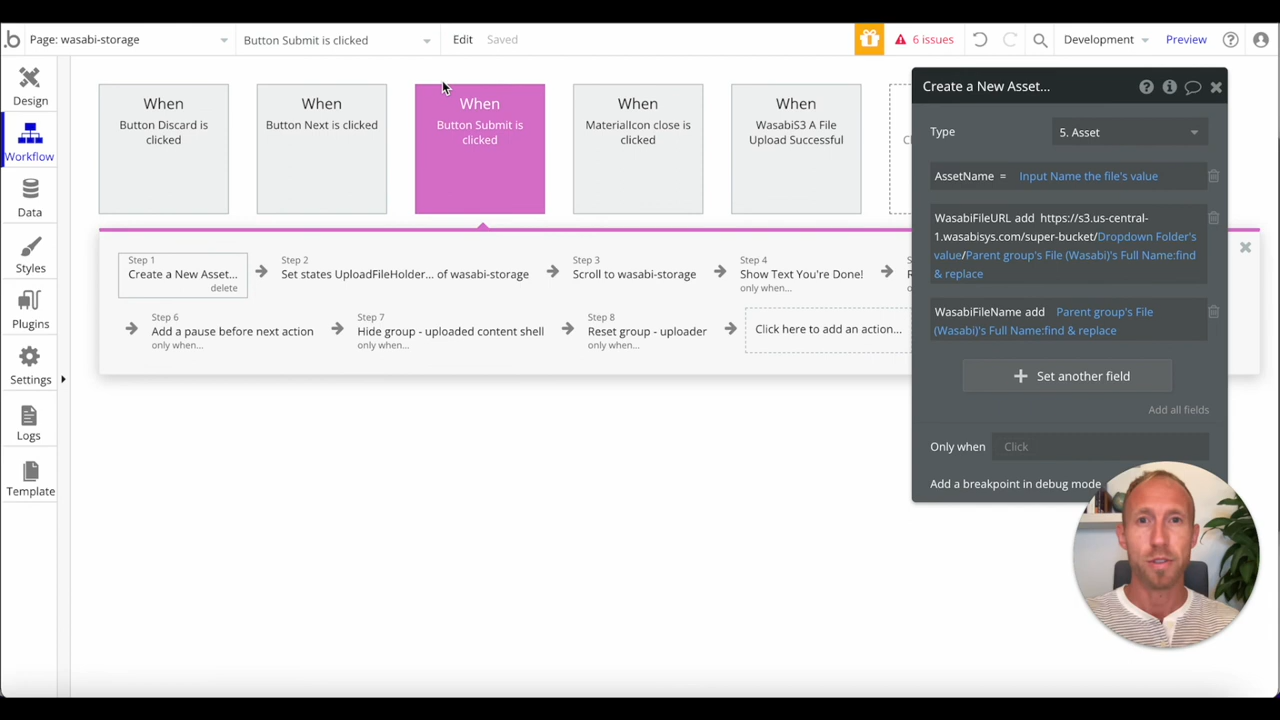 b
Page: wasabi-storage
Button Submit is clicked
Edit
Saved
6 issues
Development
Preview
Design
Workflow
Data
Styles
Plugins
Settings
Logs
Template
When
Button Discard is
clicked
When
Button Next is clicked
When
Button Submit is
clicked
When
MaterialIcon close is
clicked
When
WasabiS3 A File
Upload Successful
Step 1
Create a New Asset...
delete
Step 2
Set states UploadFileHolder... of wasabi-storage
Step 3
Scroll to wasabi-storage
Step 4
Show Text You're Done!
only when...
Step 6
Add a pause before next action
only when...
Step 7
Hide group - uploaded content shell
only when...
Step 8
Reset group - uploader
only when...
Click here to add an action...
Create a New Asset...
Type
5. Asset
AssetName = Input Name the file's value
WasabiFileURL add https://s3.us-central-
1.wasabisys.com/super-bucket/Dropdown Folder's
value/Parent group's File (Wasabi)'s Full Name:find
& replace
WasabiFileName add Parent group's File
(Wasabi)'s Full Name:find & replace
Set another field
Add all fields
Only when
Click
Add a breakpoint in debug mode